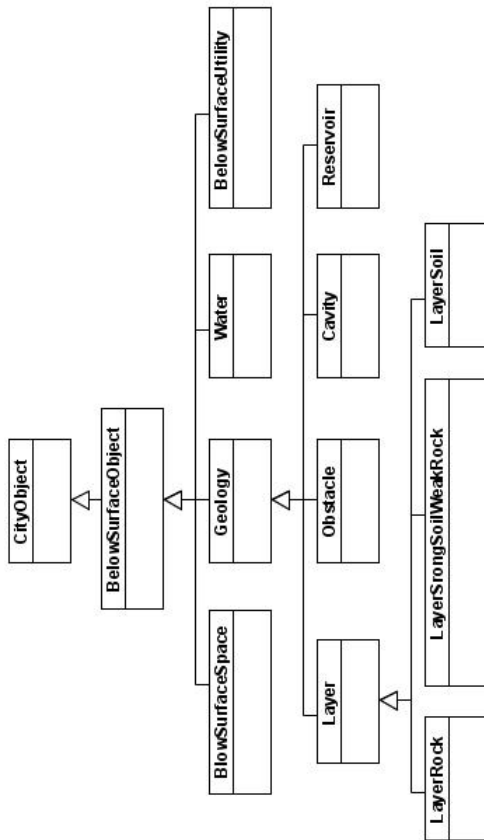 CityObject
BelowSurfaceObject
BlowSurfaceSpace
Geology
Water
BelowSurfaceUtility
Layer
Obstacle
Cavity
Reservoir
LayerRock
LayerSrongSoilWeakRock
LayerSoil